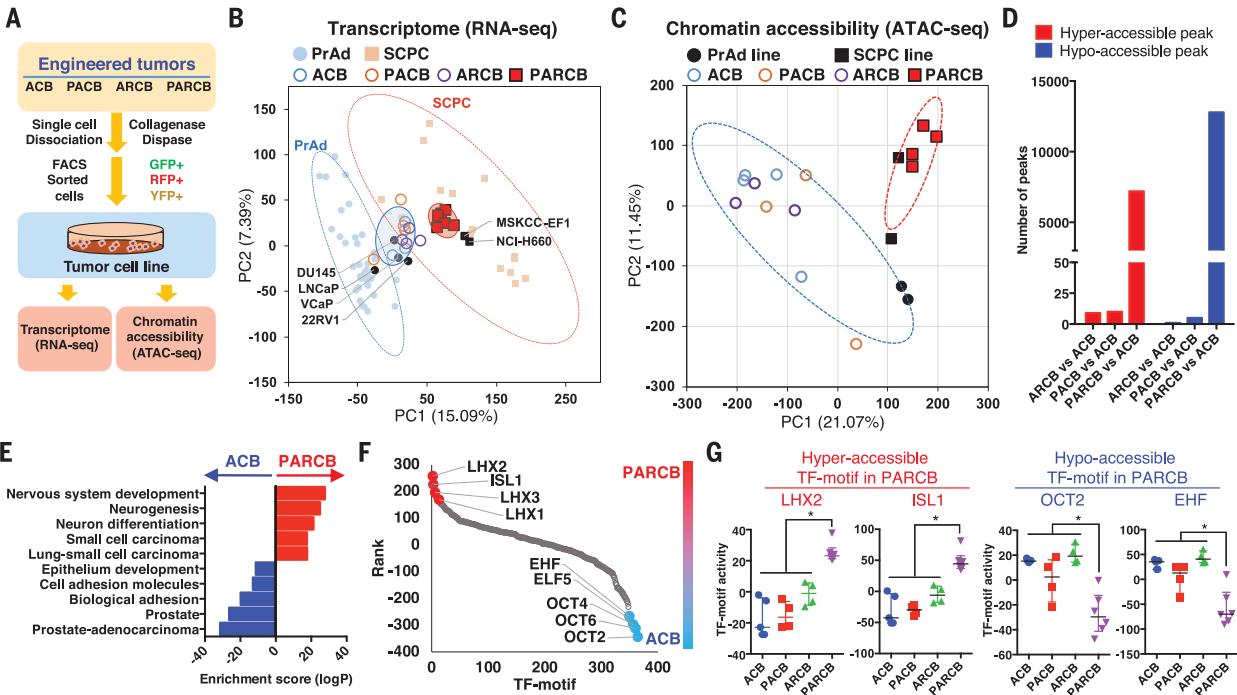 A
Engineered tumors
ACB PACB ARCB PARCB
Single cell
Dissociation
Collagenase
Dispase
FACS
Sorted
cells
GFP+
RFP+
YFP+
Tumor cell line
Transcriptome
(RNA-seq)
Chromatin
accessibility
(ATAC-seq)
B
Transcriptome (RNA-seq)
PrAd SCPC
ACB PACB ARCB PARCB
SCPC
PrAd
MSKCC-EF1
NCI-H660
DU145
LNCaP
VCaP
22RV1
PC2 (7.39%)
150
100
50
0
-50
-100
-150
-150 -50 50 150 250
PC1 (15.09%)
C
Chromatin accessibility (ATAC-seq)
PrAd line SCPC line
ACB PACB ARCB PARCB
PC2 (11.45%)
200
100
0
-100
-200
-300
-300 -200 -100 0 100 200 300
PC1 (21.07%)
D
Hyper-accessible peak
Hypo-accessible peak
Number of peaks
15000
10000
5000
50
25
0
ARCB vs ACB
PACB vs ACB
PARCB vs ACB
ARCB vs ACB
PACB vs ACB
PARCB vs ACB
E
ACB PARCB
Nervous system development
Neurogenesis
Neuron differentiation
Small cell carcinoma
Lung-small cell carcinoma
Epithelium development
Cell adhesion molecules
Biological adhesion
Prostate
Prostate-adenocarcinoma
-40 -20 0 20 40
Enrichment score (logP)
F
Rank
300
200
100
0
-100
-200
-300
-400
LHX2
ISL1
LHX3
LHX1
EHF
ELF5
OCT4
OCT6
OCT2
0 100 200 300 400
TF-motif
PARCB
ACB
G
Hyper-accessible
TF-motif in PARCB
LHX2 ISL1
Hypo-accessible
TF-motif in PARCB
OCT2 EHF
TF-motif activity
40
20
0
-20
-40
*
ACB
PACB
ARCB
PARCB
100
50
0
-50
-100
*
ACB
PACB
ARCB
PARCB
TF-motif activity
40
20
0
-20
-40
-60
*
ACB
PACB
ARCB
PARCB
100
50
0
-50
-100
-150
*
ACB
PACB
ARCB
PARCB